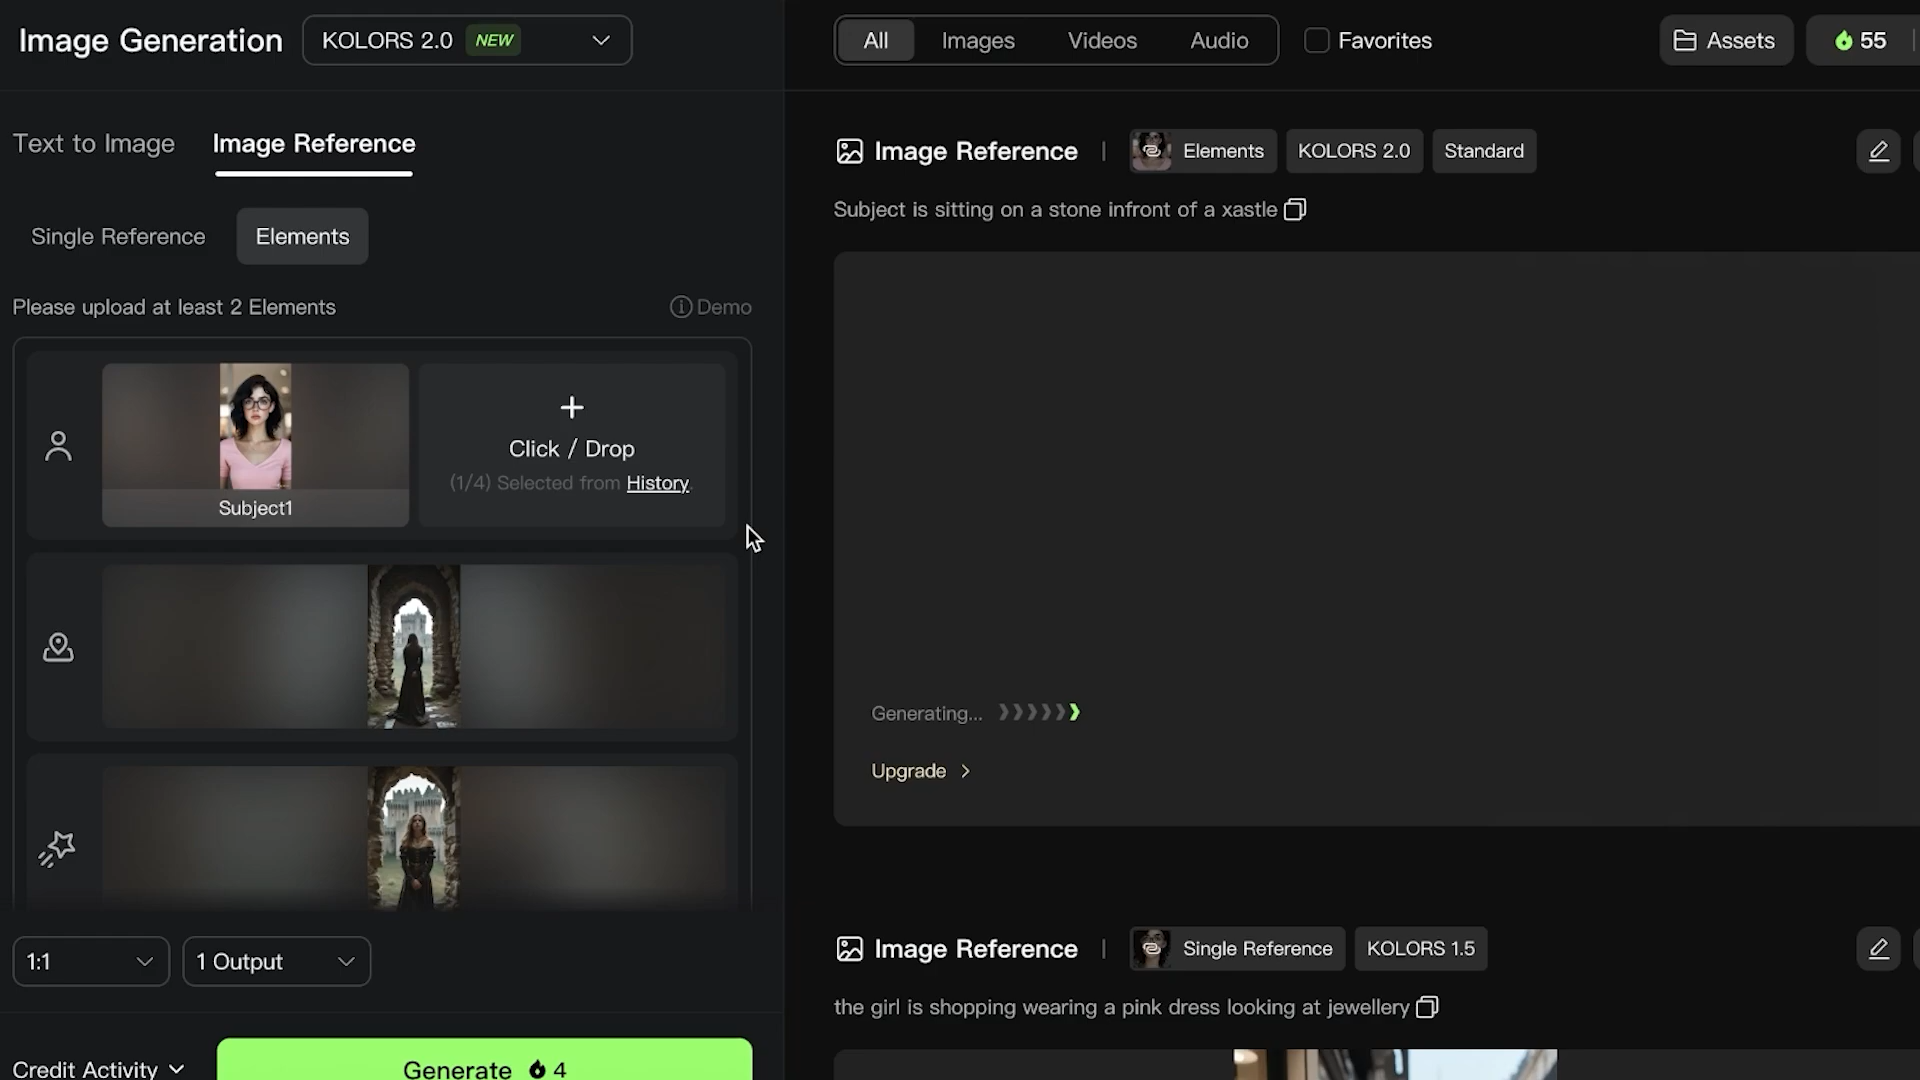 Image Generation
KOLORS 2.0 NEW
All Images Videos Audio
Favorites
Assets
55
Text to Image
Image Reference
Single Reference
Elements
Please upload at least 2 Elements
Demo
Subject1
Click / Drop
(1/4) Selected from History.
1:1
1 Output
Credit Activity
Generate 4
Image Reference | Elements KOLORS 2.0 Standard
Subject is sitting on a stone infront of a xastle
Generating...
Upgrade
Image Reference | Single Reference KOLORS 1.5
the girl is shopping wearing a pink dress looking at jewellery